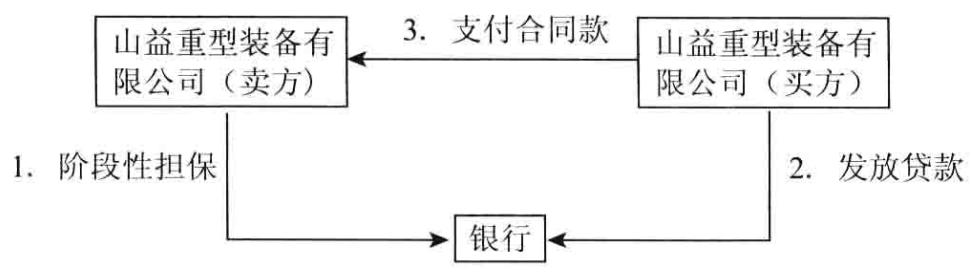 3. 支付合同款
山益重型装备有
限公司（卖方）
山益重型装备有
限公司（买方）
1. 阶段性担保
2. 发放贷款
银行